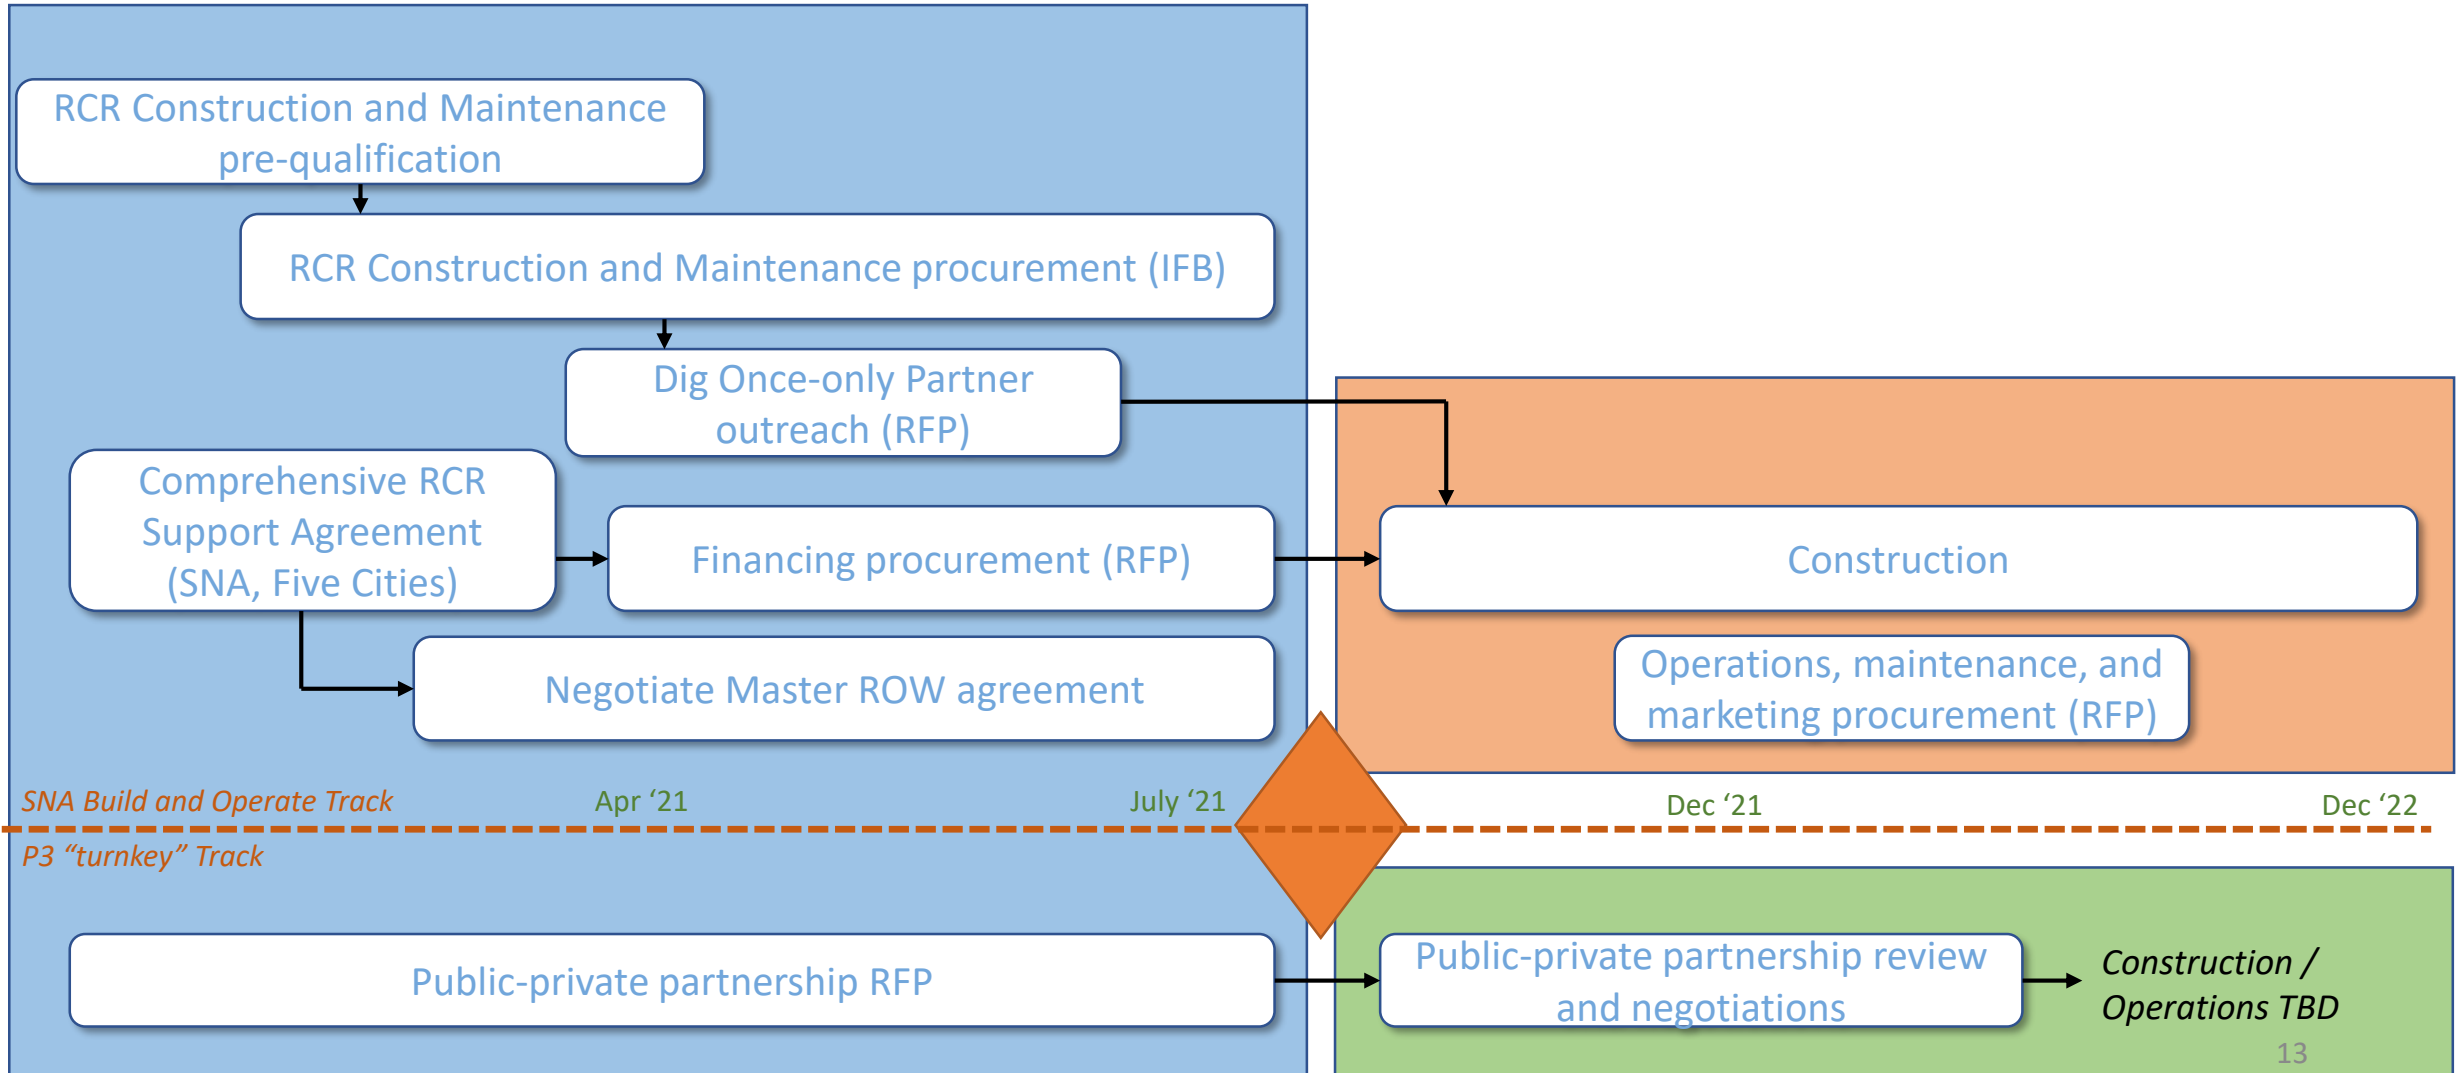 RCR Construction and Maintenance
pre-qualification
RCR Construction and Maintenance procurement (IFB)
Dig Once-only Partner
outreach (RFP)
Comprehensive RCR
Support Agreement
(SNA, Five Cities)
Financing procurement (RFP)
Construction
Negotiate Master ROW agreement
Operations, maintenance, and
marketing procurement (RFP)
SNA Build and Operate Track
Apr ‘21
July ‘21
Dec ‘21
Dec ‘22
P3 “turnkey” Track
Public-private partnership RFP
Public-private partnership review
and negotiations
Construction /
Operations TBD
13